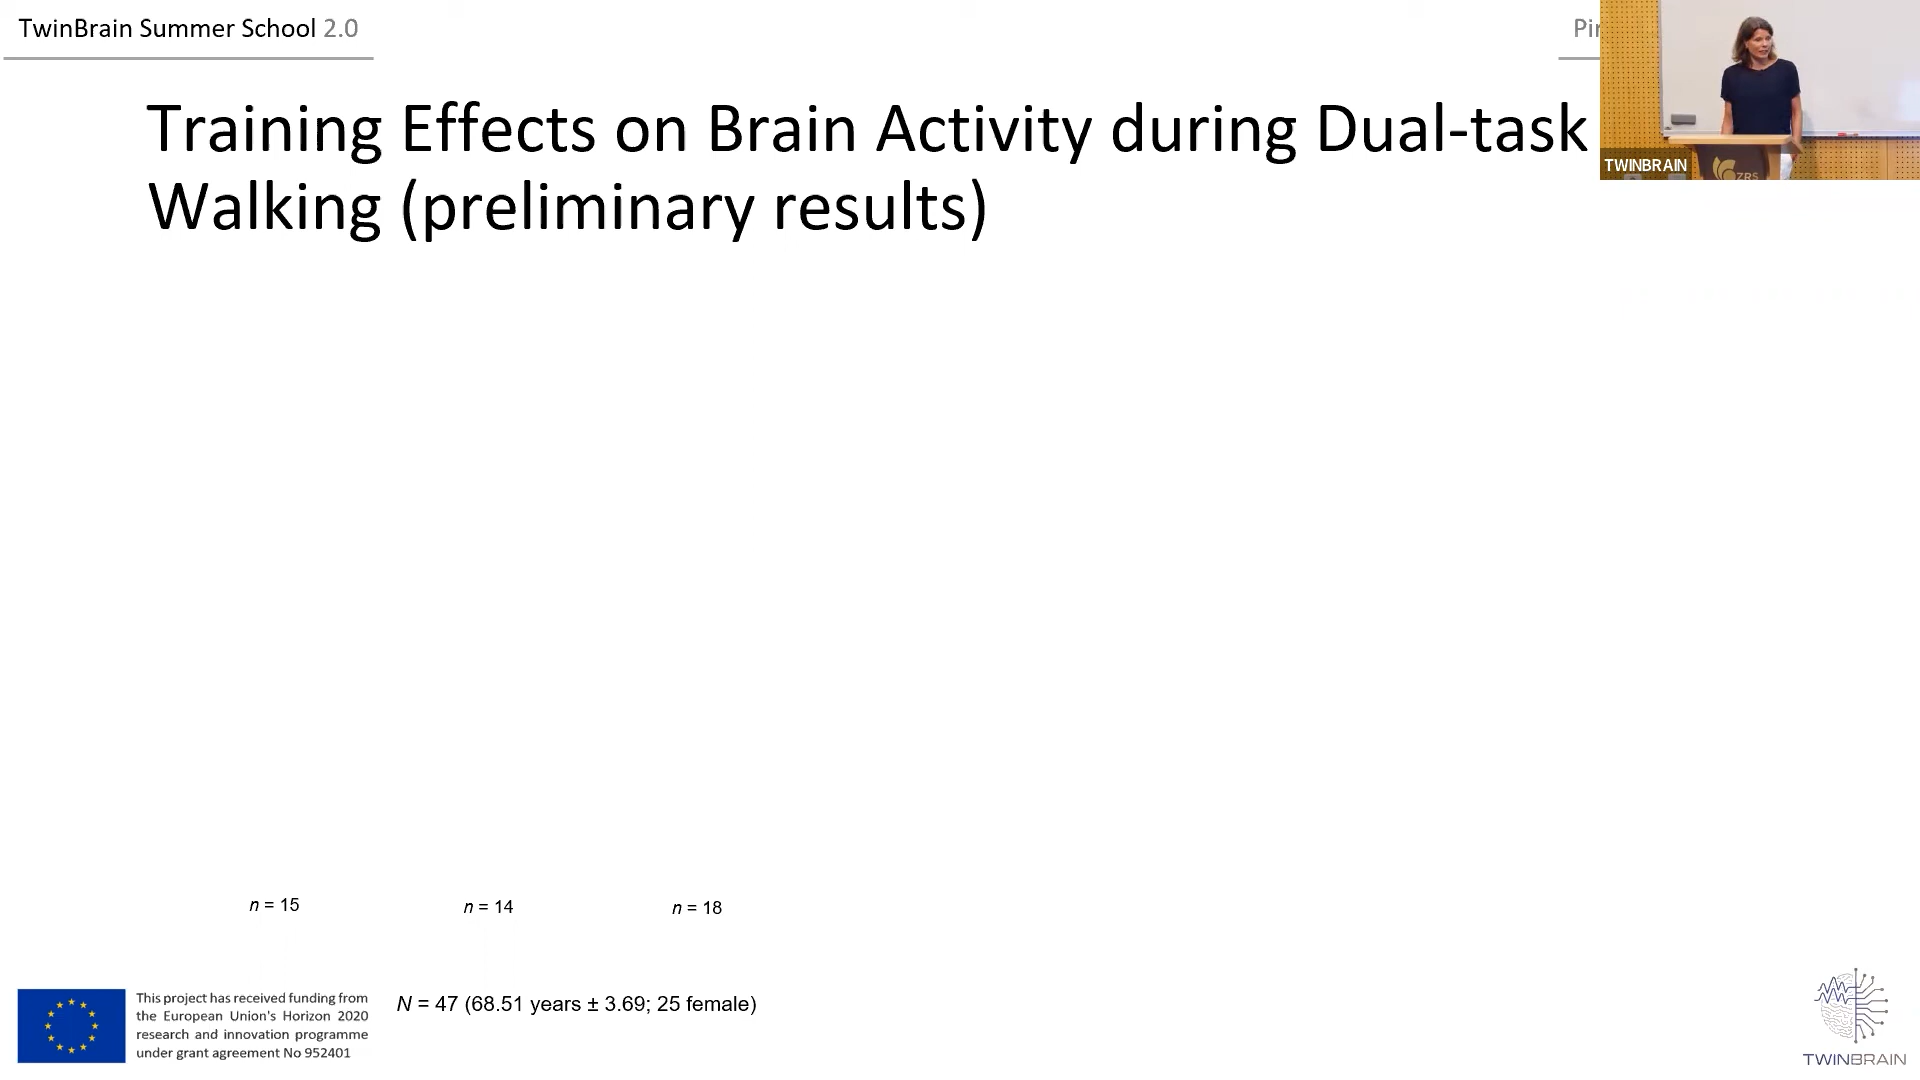 TwinBrain Summer School 2.0
TWINBRAIN
ZRS
Training Effects on Brain Activity during Dual-task
Walking (preliminary results)
n = 15
n = 14
n = 18
This project has received funding from
the European Union's Horizon 2020
research and innovation programme
under grant agreement No 952401
N = 47 (68.51 years ± 3.69; 25 female)
TWINBRAIN